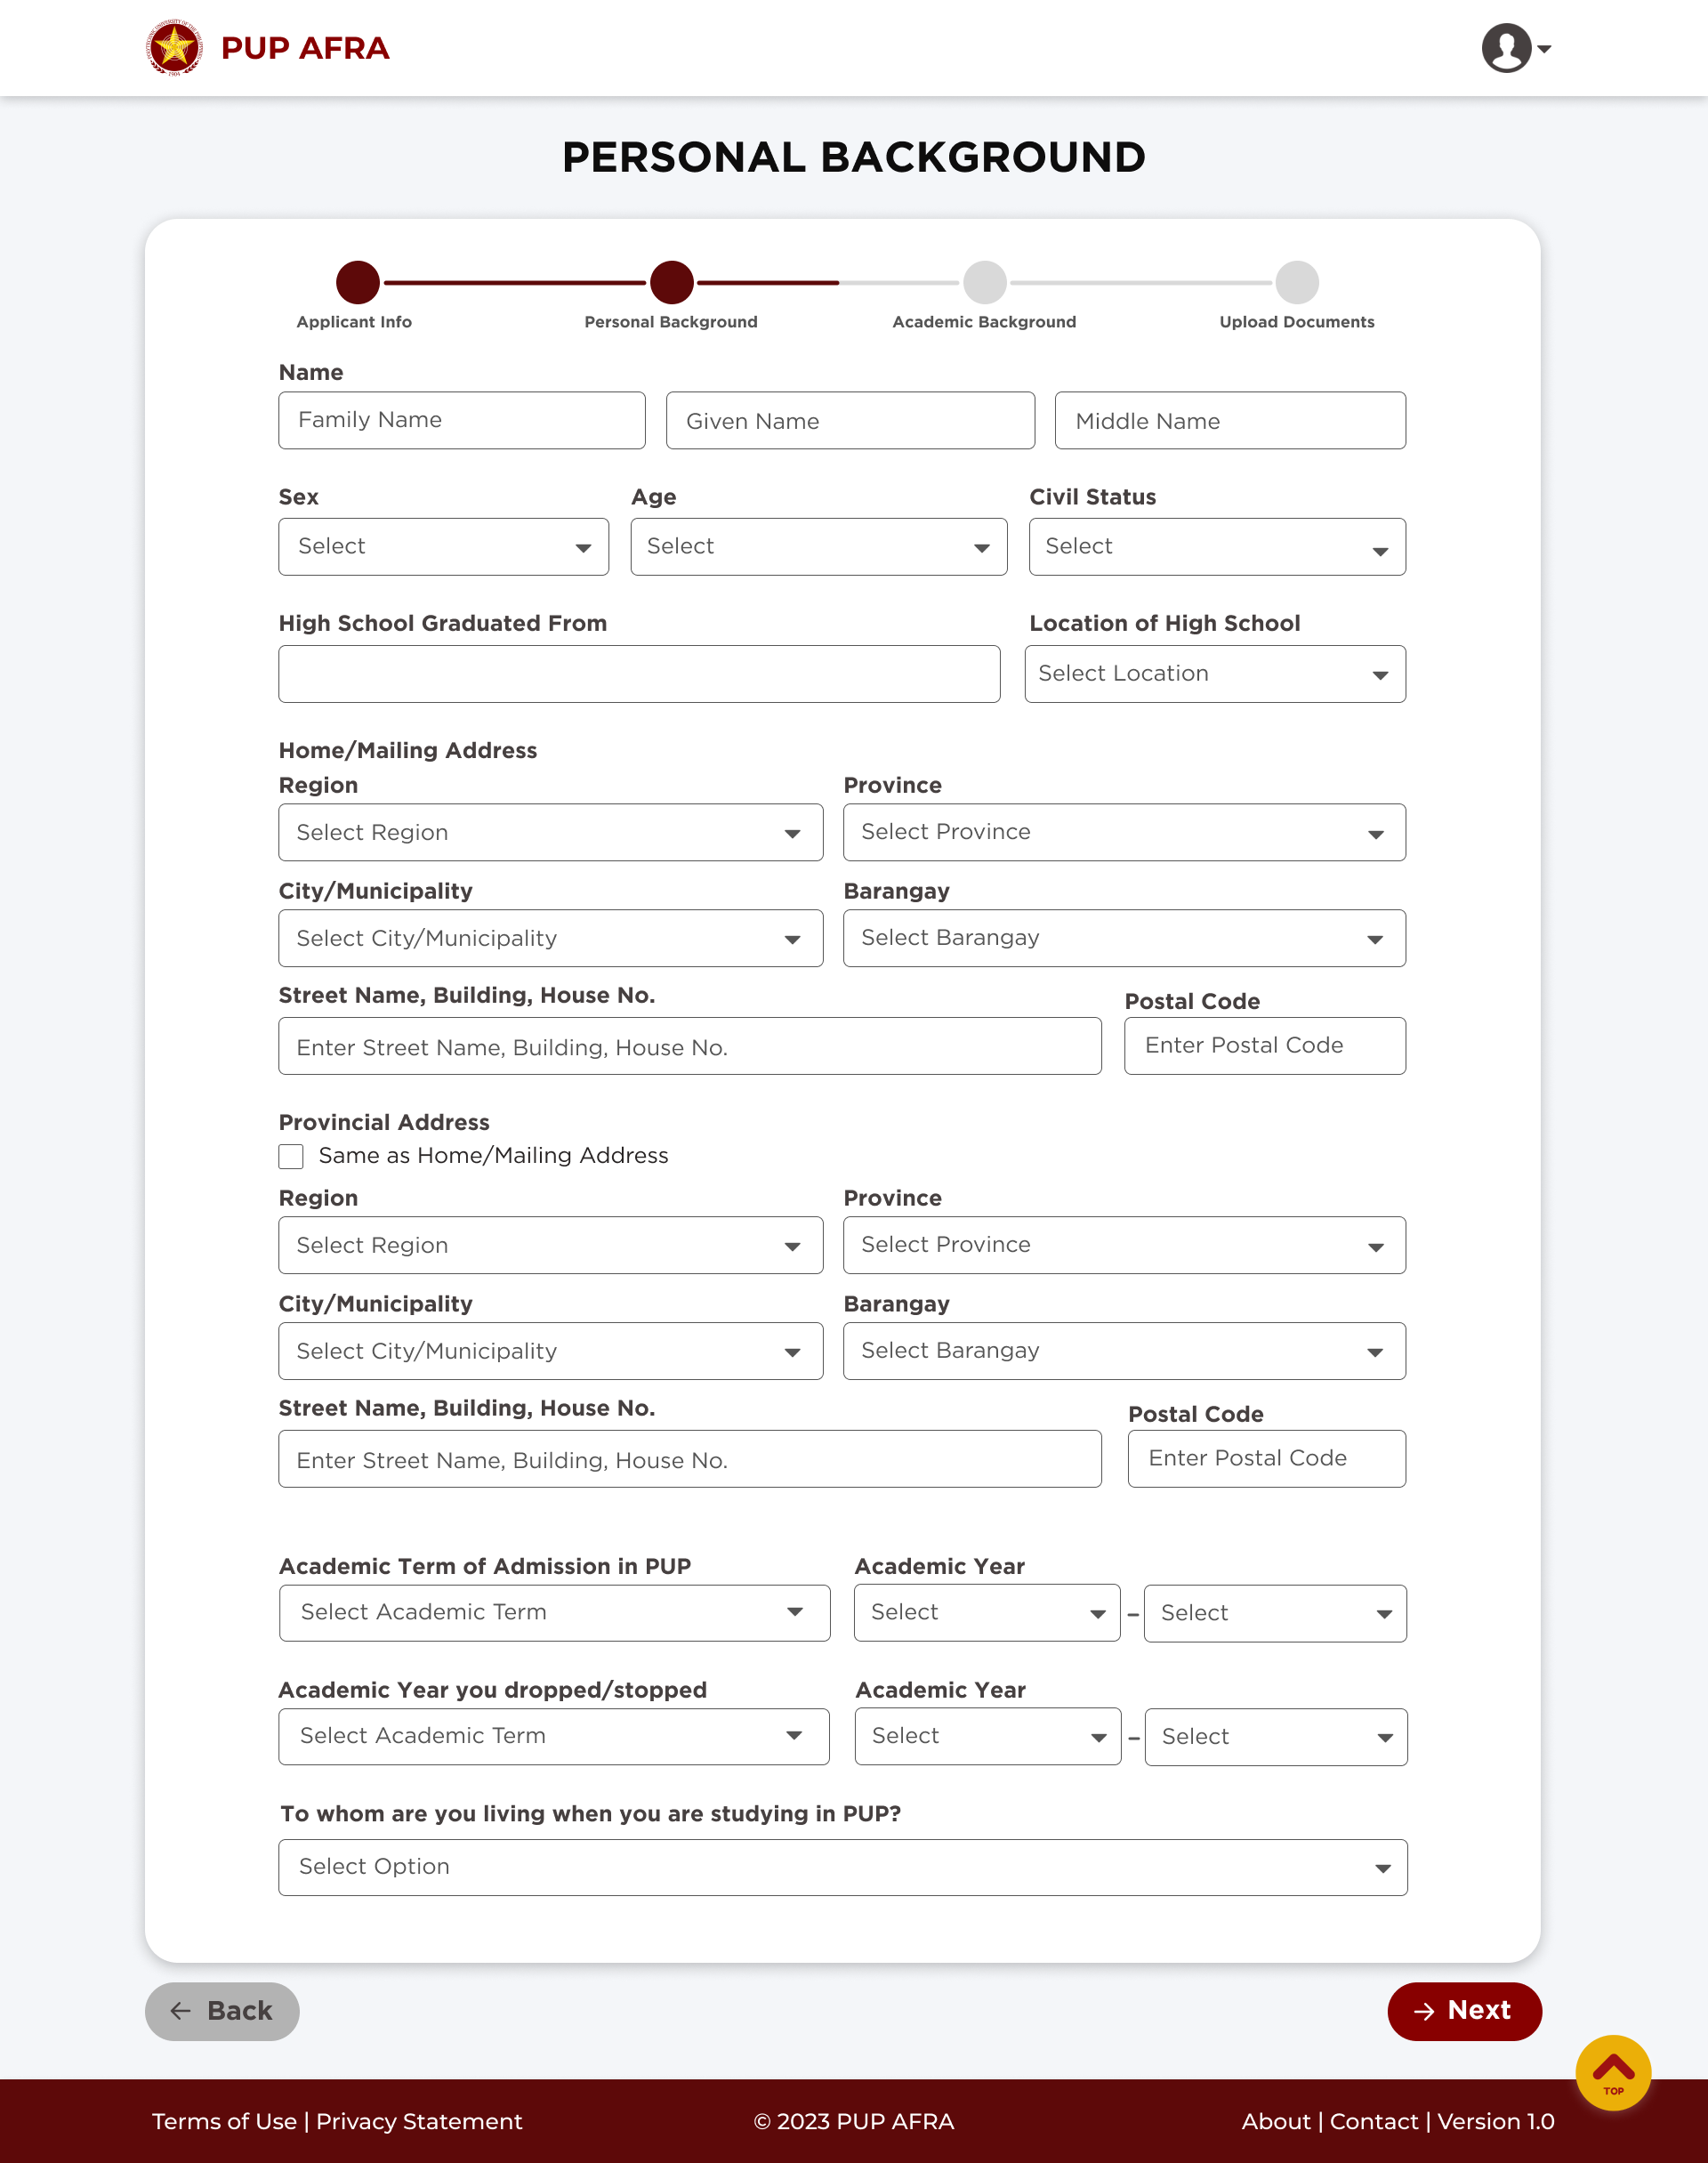 PUP AFRA
PERSONAL BACKGROUND
Applicant Info
Personal Background
Academic Background
Upload Documents
Name
Family Name
Given Name
Middle Name
Sex
Age
Civil Status
Select
Select
Select
High School Graduated From
Location of High School
Select Location
Home/Mailing Address
Region
Province
Select Region
Select Province
City/Municipality
Barangay
Select City/Municipality
Select Barangay
Street Name, Building, House No.
Postal Code
Enter Street Name, Building, House No.
Enter Postal Code
Provincial Address
Same as Home/Mailing Address
Region
Province
Select Region
Select Province
City/Municipality
Barangay
Select City/Municipality
Select Barangay
Street Name, Building, House No.
Postal Code
Enter Street Name, Building, House No.
Enter Postal Code
Academic Term of Admission in PUP
Academic Year
Select Academic Term
Select – Select
Academic Year you dropped/stopped
Academic Year
Select Academic Term
Select – Select
To whom are you living when you are studying in PUP?
Select Option
Back
Next
TOP
Terms of Use | Privacy Statement
© 2023 PUP AFRA
About | Contact | Version 1.0